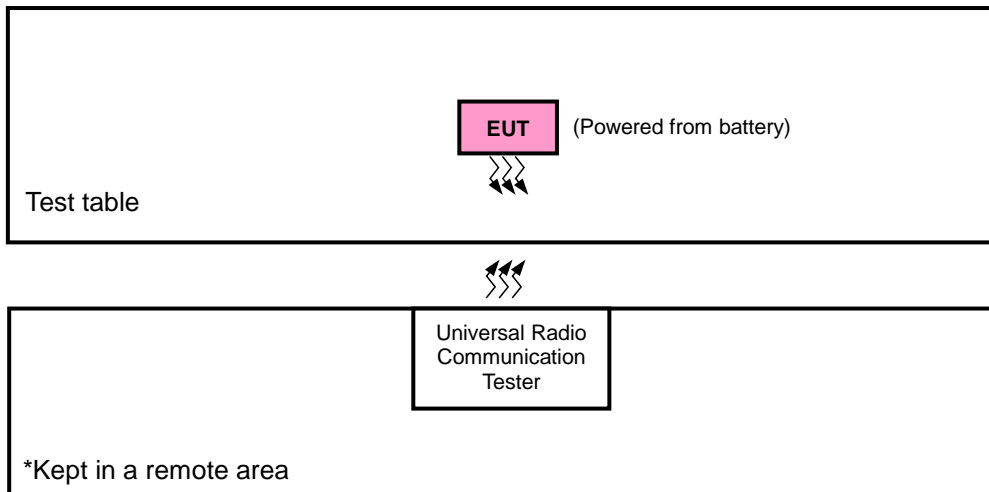 EUT
(Powered from battery)
Test table
Universal Radio
Communication
Tester
*Kept in a remote area